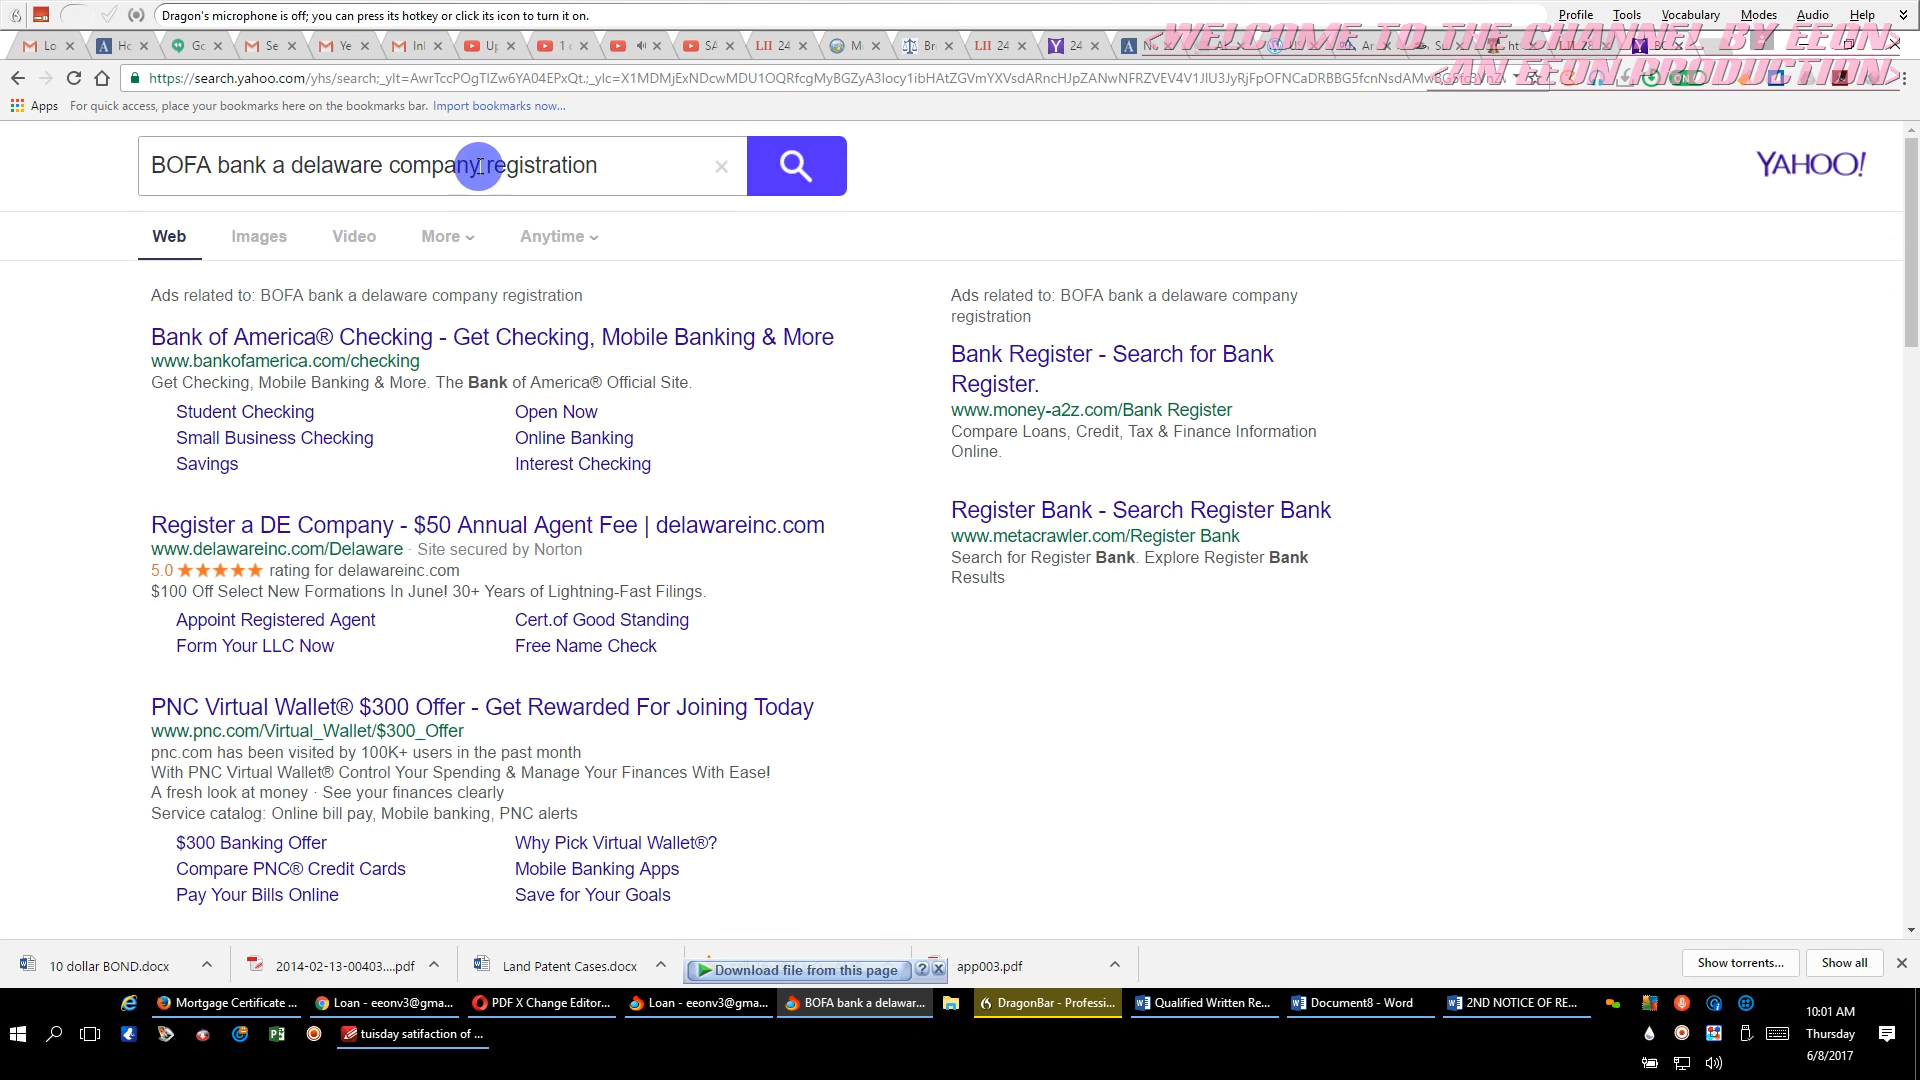 Dragon's microphone is off; you can press its hotkey or click its icon to turn it on.
Profile Tools Vocabulary Modes Audio Help
<WELCOME TO THE CHANNEL BY EEON>
<AN EEON PRODUCTION>
Apps For quick access, place your bookmarks here on the bookmarks bar. Import bookmarks now...
BOFA bank a delaware company registration
YAHOO!
Web Images Video More Anytime
Ads related to: BOFA bank a delaware company registration
Bank of America® Checking - Get Checking, Mobile Banking & More
www.bankofamerica.com/checking
Get Checking, Mobile Banking & More. The Bank of America® Official Site.
Student Checking Open Now
Small Business Checking Online Banking
Savings Interest Checking
Register a DE Company - $50 Annual Agent Fee | delawareinc.com
www.delawareinc.com/Delaware · Site secured by Norton
5.0 ★★★★★ rating for delawareinc.com
$100 Off Select New Formations In June! 30+ Years of Lightning-Fast Filings.
Appoint Registered Agent Cert.of Good Standing
Form Your LLC Now Free Name Check
PNC Virtual Wallet® $300 Offer - Get Rewarded For Joining Today
www.pnc.com/Virtual_Wallet/$300_Offer
pnc.com has been visited by 100K+ users in the past month
With PNC Virtual Wallet® Control Your Spending & Manage Your Finances With Ease!
A fresh look at money · See your finances clearly
Service catalog: Online bill pay, Mobile banking, PNC alerts
$300 Banking Offer Why Pick Virtual Wallet®?
Compare PNC® Credit Cards Mobile Banking Apps
Pay Your Bills Online Save for Your Goals
Ads related to: BOFA bank a delaware company
registration
Bank Register - Search for Bank
Register.
www.money-a2z.com/Bank Register
Compare Loans, Credit, Tax & Finance Information
Online.
Register Bank - Search Register Bank
www.metacrawler.com/Register Bank
Search for Register Bank. Explore Register Bank
Results
10 dollar BOND.docx 2014-02-13-00403....pdf Land Patent Cases.docx Download file from this page app003.pdf Show torrents... Show all
Mortgage Certificate ... Loan - eeonv3@gma... PDF X Change Editor... Loan - eeonv3@gma... BOFA bank a delawar... DragonBar - Professi... Qualified Written Re... Document8 - Word 2ND NOTICE OF RE...
tuisday satifaction of ...
10:01 AM
Thursday
6/8/2017